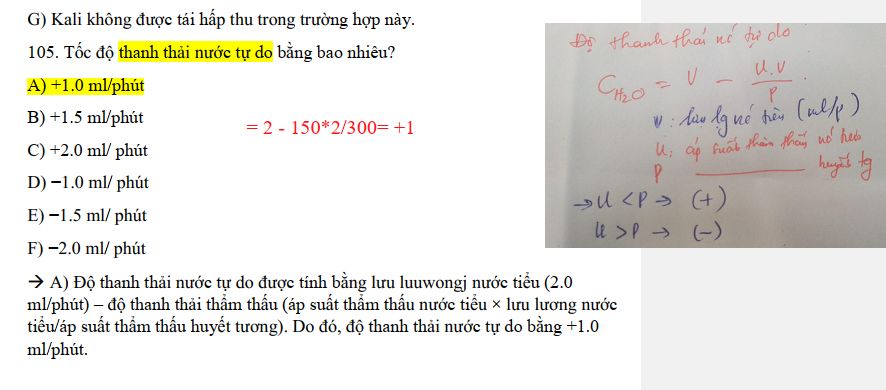 G) Kali không được tái hấp thu trong trường hợp này.
105. Tốc độ thanh thải nước tự do bằng bao nhiêu?
A) +1.0 ml/phút
B) +1.5 ml/phút
C) +2.0 ml/ phút
D) −1.0 ml/ phút
E) −1.5 ml/ phút
F) −2.0 ml/ phút
= 2 - 150*2/300= +1
→ A) Độ thanh thải nước tự do được tính bằng lưu luuwongj nước tiểu (2.0
ml/phút) – độ thanh thải thẩm thấu (áp suất thẩm thấu nước tiểu × lưu lương nước
tiểu/áp suất thẩm thấu huyết tương). Do đó, độ thanh thải nước tự do bằng +1.0
ml/phút.
Độ thanh thải nc tự do
C H₂O = V − U.V / P
V : lưu lg nc tiểu (ml/p)
U: áp suất thẩm thấu nc tiểu
P huyết tg
→ U < P → (+)
U > P → (−)